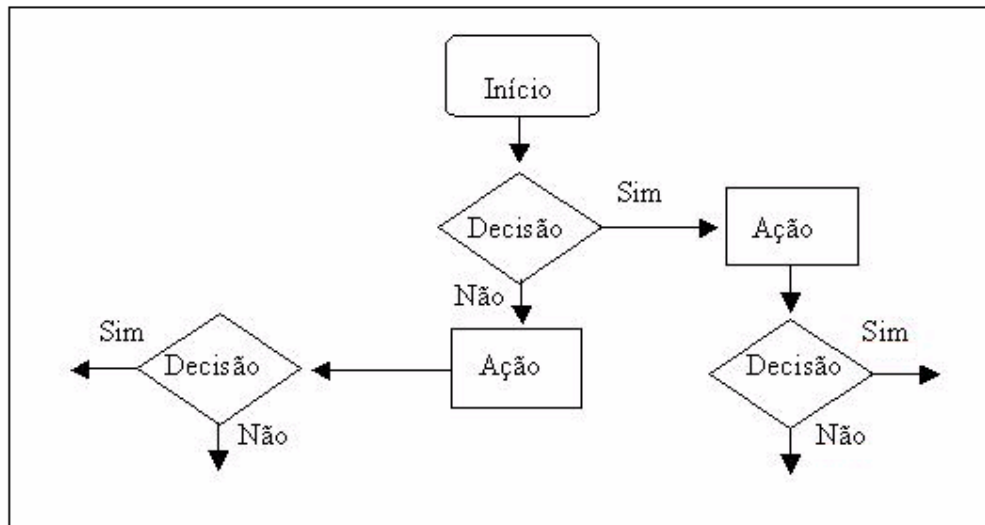 Início
Sim
Decisão
Ação
Não
Sim
Decisão
Ação
Decisão
Sim
Não
Não